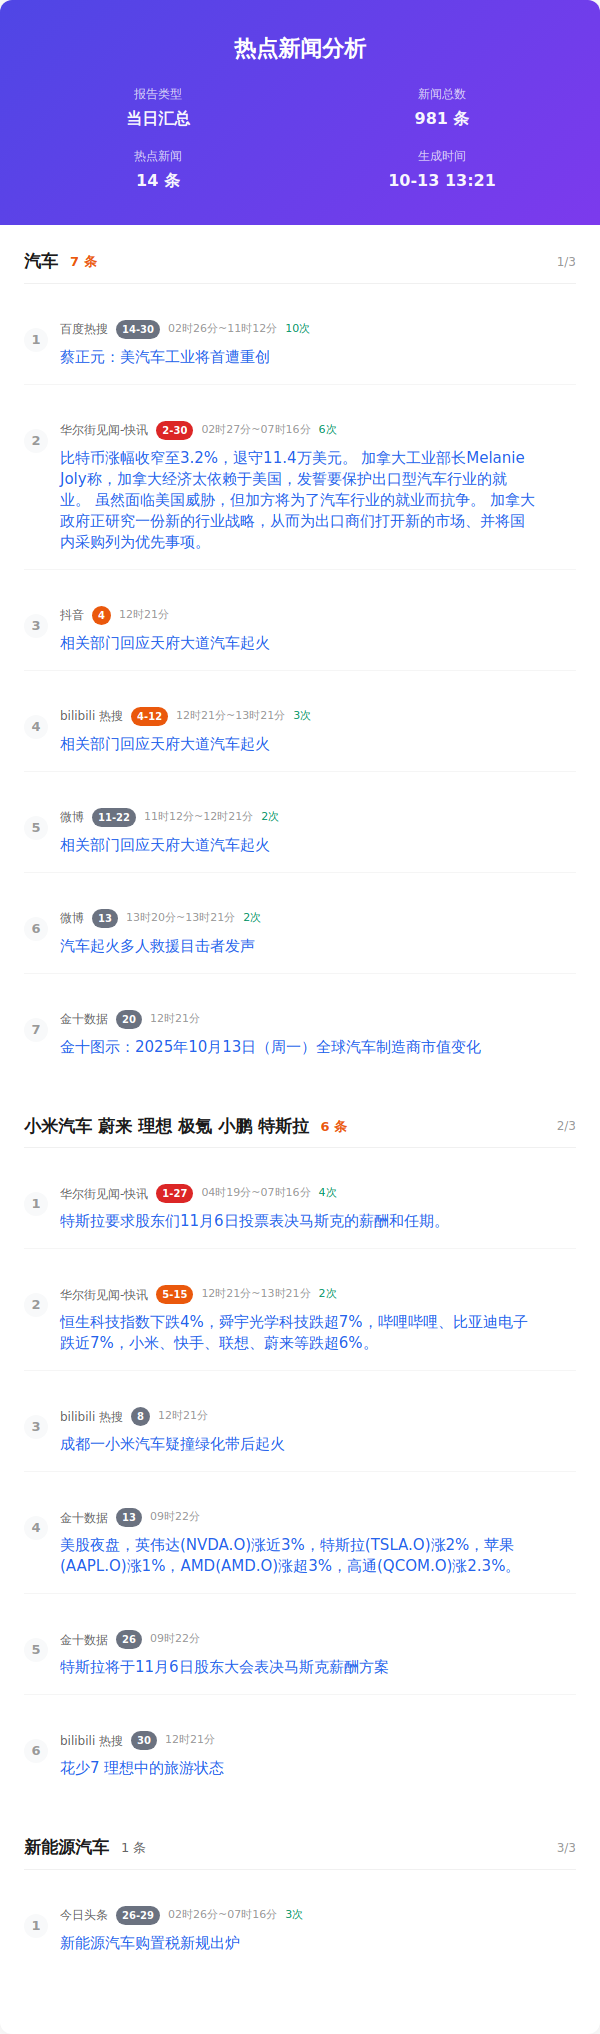 热点新闻分析
报告类型
新闻总数
当日汇总
981 条
热点新闻
生成时间
14 条
10-13 13:21
汽车 7 条 1/3
1
百度热搜 14-30 02时26分~11时12分 10次
蔡正元：美汽车工业将首遭重创
2
华尔街见闻-快讯 2-30 02时27分~07时16分 6次
比特币涨幅收窄至3.2%，退守11.4万美元。 加拿大工业部长Melanie
Joly称，加拿大经济太依赖于美国，发誓要保护出口型汽车行业的就
业。 虽然面临美国威胁，但加方将为了汽车行业的就业而抗争。 加拿大
政府正研究一份新的行业战略，从而为出口商们打开新的市场、并将国
内采购列为优先事项。
3
抖音 4 12时21分
相关部门回应天府大道汽车起火
4
bilibili 热搜 4-12 12时21分~13时21分 3次
相关部门回应天府大道汽车起火
5
微博 11-22 11时12分~12时21分 2次
相关部门回应天府大道汽车起火
6
微博 13 13时20分~13时21分 2次
汽车起火多人救援目击者发声
7
金十数据 20 12时21分
金十图示：2025年10月13日（周一）全球汽车制造商市值变化
小米汽车 蔚来 理想 极氪 小鹏 特斯拉 6 条 2/3
1
华尔街见闻-快讯 1-27 04时19分~07时16分 4次
特斯拉要求股东们11月6日投票表决马斯克的薪酬和任期。
2
华尔街见闻-快讯 5-15 12时21分~13时21分 2次
恒生科技指数下跌4%，舜宇光学科技跌超7%，哔哩哔哩、比亚迪电子
跌近7%，小米、快手、联想、蔚来等跌超6%。
3
bilibili 热搜 8 12时21分
成都一小米汽车疑撞绿化带后起火
4
金十数据 13 09时22分
美股夜盘，英伟达(NVDA.O)涨近3%，特斯拉(TSLA.O)涨2%，苹果
(AAPL.O)涨1%，AMD(AMD.O)涨超3%，高通(QCOM.O)涨2.3%。
5
金十数据 26 09时22分
特斯拉将于11月6日股东大会表决马斯克薪酬方案
6
bilibili 热搜 30 12时21分
花少7 理想中的旅游状态
新能源汽车 1 条 3/3
1
今日头条 26-29 02时26分~07时16分 3次
新能源汽车购置税新规出炉